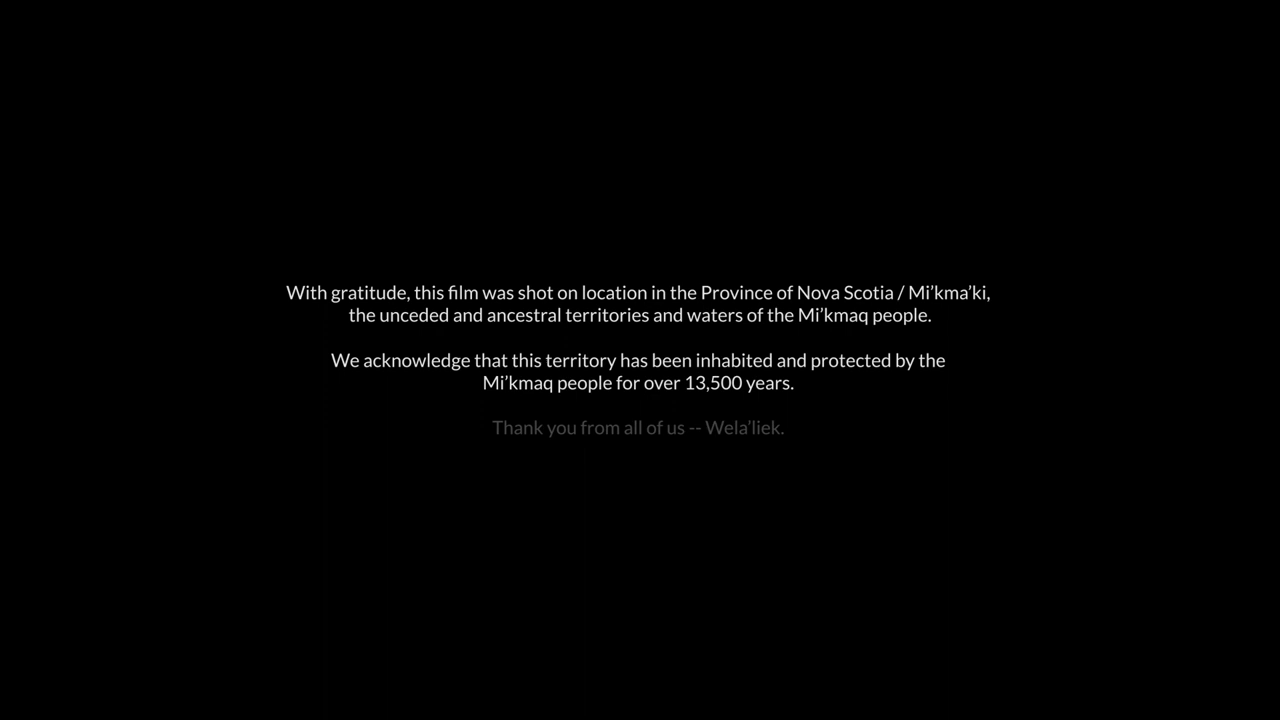 With gratitude, this film was shot on location in the Province of Nova Scotia / Mi’kma’ki,
the unceded and ancestral territories and waters of the Mi’kmaq people.
We acknowledge that this territory has been inhabited and protected by the
Mi’kmaq people for over 13,500 years.
Thank you from all of us -- Wela’liek.